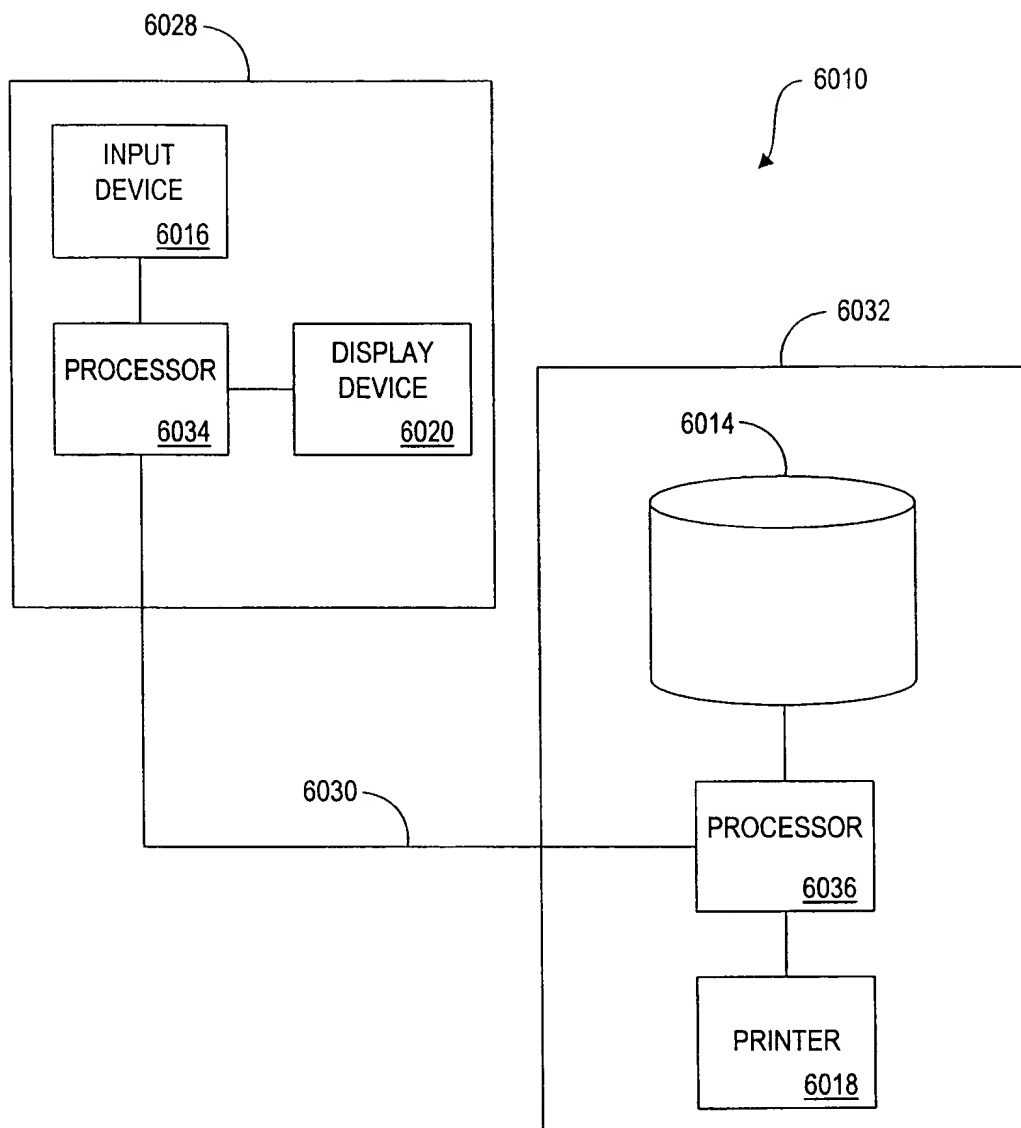 6028
6010
INPUT
DEVICE
6016
6032
PROCESSOR
6034
DISPLAY
DEVICE
6020
6014
6030
PROCESSOR
6036
PRINTER
6018